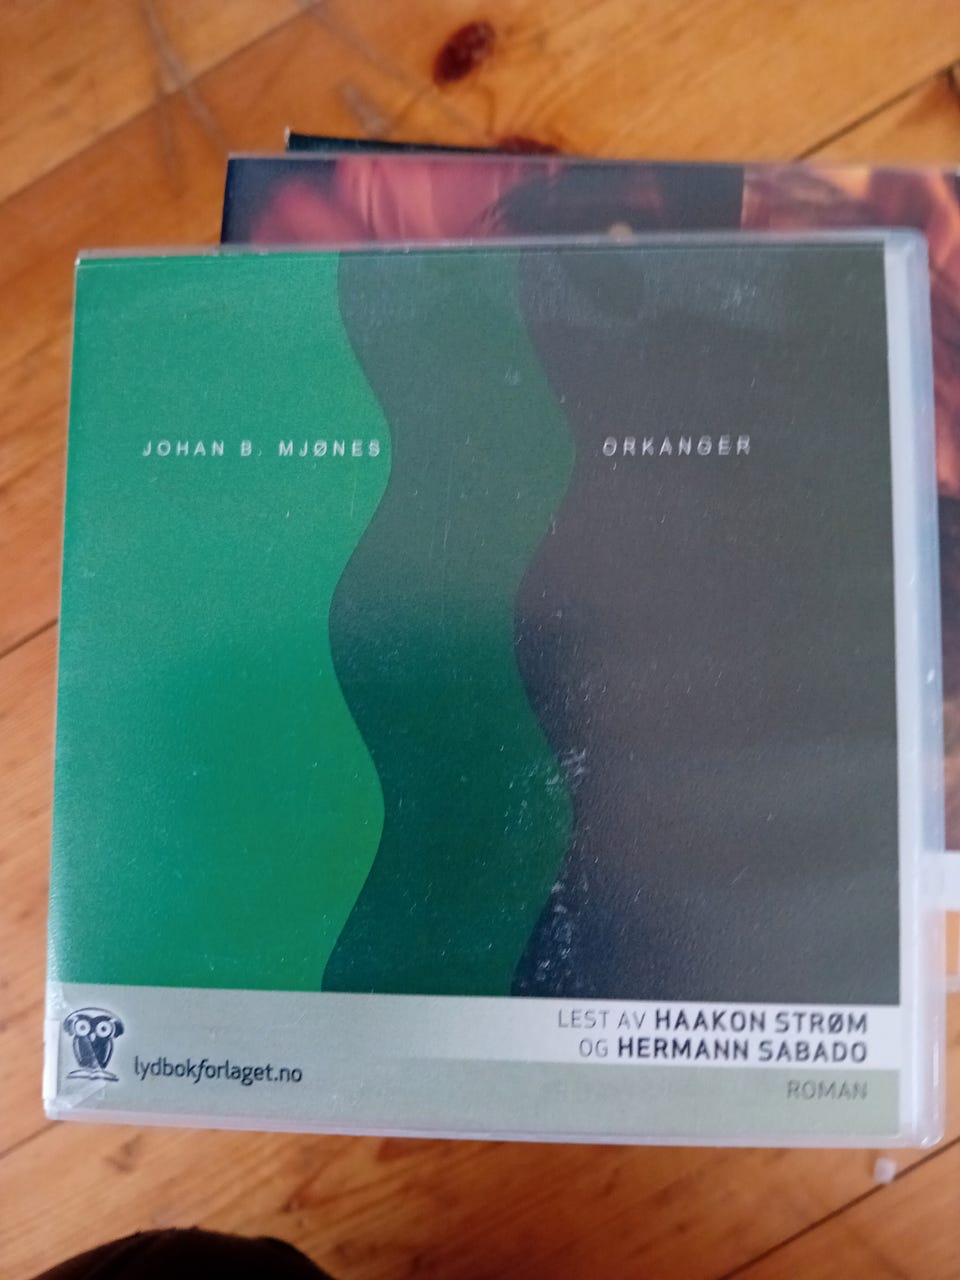 JOHAN B. MJØNES
ORKANGER
LEST AV HAAKON STRØM
OG HERMANN SABADO
lydbokforlaget.no
ROMAN